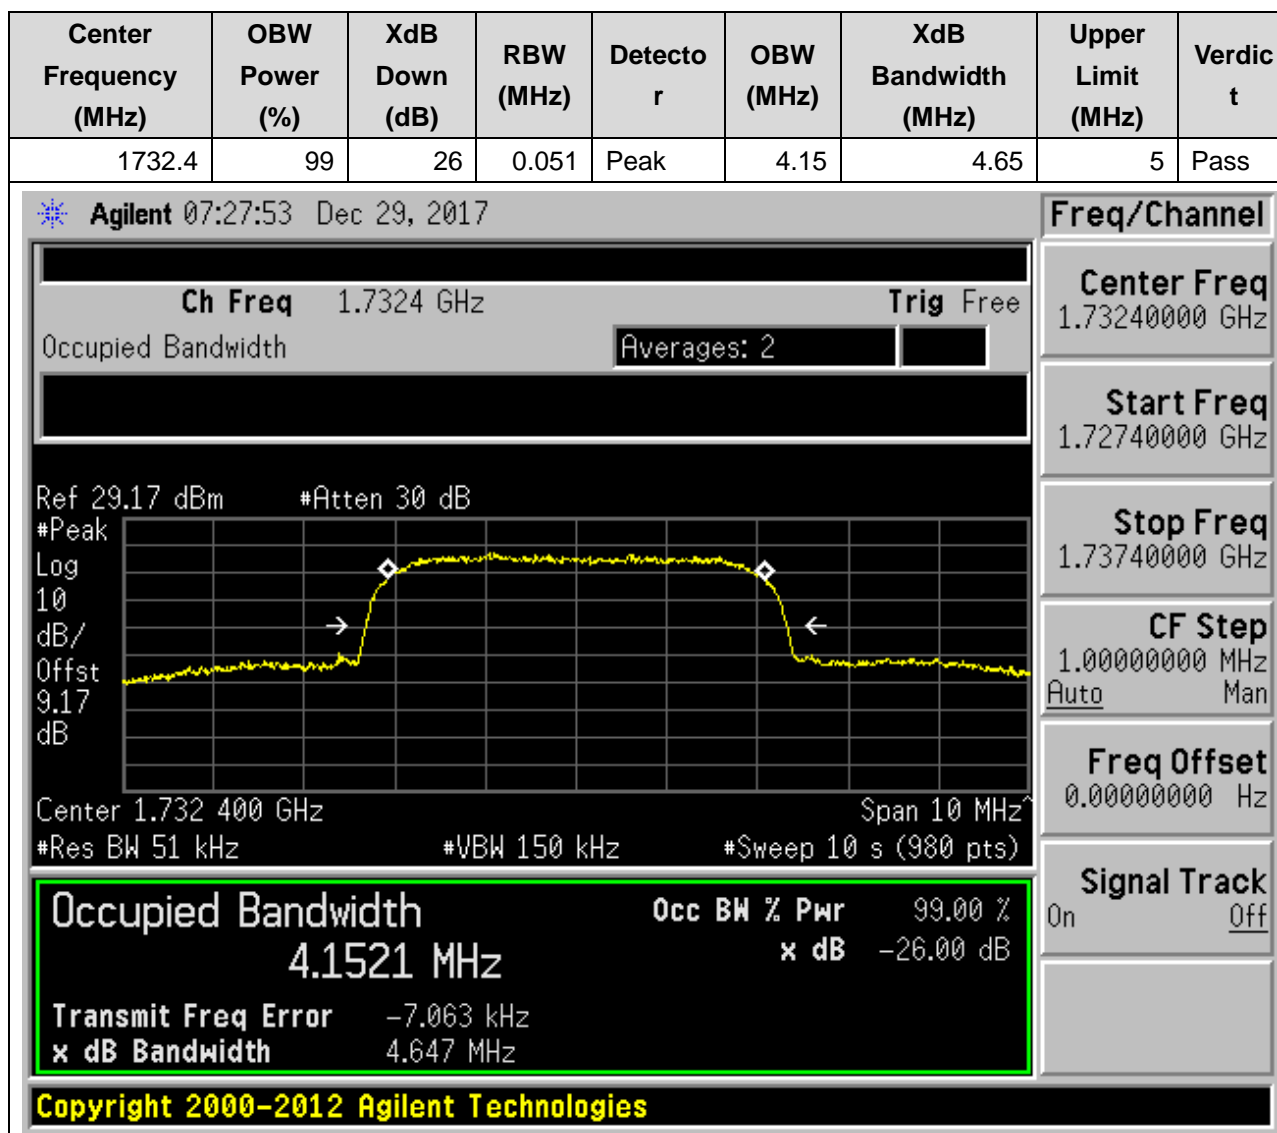 Center Frequency (MHz) OBW Power (%) XdB Down (dB) RBW (MHz) Detecto r OBW (MHz) XdB Bandwidth (MHz) Upper Limit (MHz) Verdic t
1732.4 99 26 0.051 Peak 4.15 4.65 5 Pass
Agilent 07:27:53 Dec 29, 2017
Freq/Channel
Ch Freq 1.7324 GHz Trig Free
Occupied Bandwidth Averages: 2
Center Freq
1.73240000 GHz
Start Freq
1.72740000 GHz
Stop Freq
1.73740000 GHz
CF Step
1.00000000 MHz
Auto Man
Freq Offset
0.00000000 Hz
Signal Track
On Off
Ref 29.17 dBm #Atten 30 dB
#Peak
Log
10
dB/
Offst
9.17
dB
Center 1.732 400 GHz Span 10 MHz^
#Res BW 51 kHz #VBW 150 kHz #Sweep 10 s (980 pts)
Occupied Bandwidth Occ BW % Pwr 99.00 %
4.1521 MHz x dB -26.00 dB
Transmit Freq Error -7.063 kHz
x dB Bandwidth 4.647 MHz
Copyright 2000-2012 Agilent Technologies